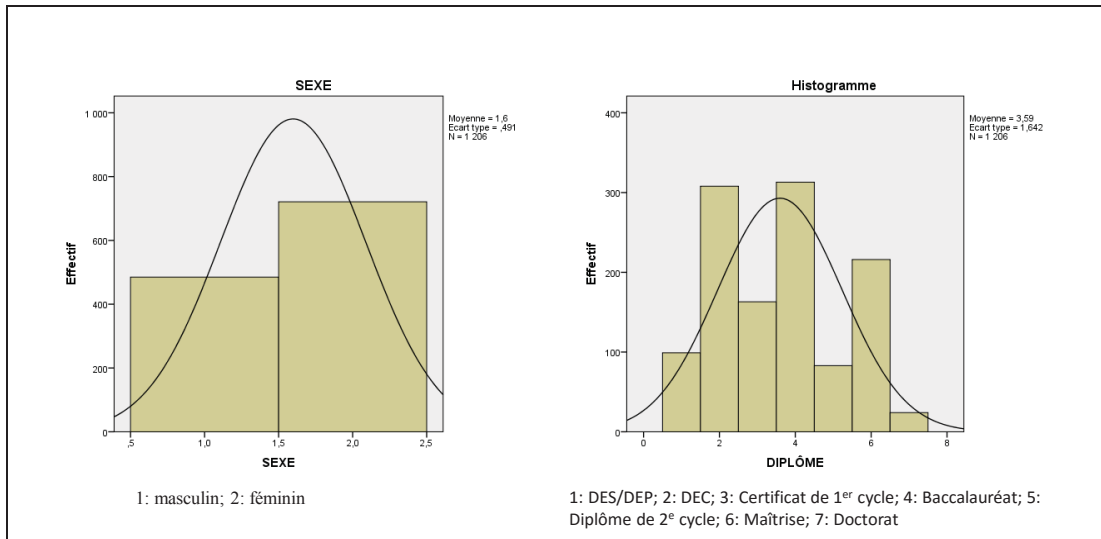 SEXE
Moyenne = 1,6
Ecart type = ,491
N = 1 206
1 000
800
600
400
200
0
Effectif
,5 1,0 1,5 2,0 2,5
SEXE
1: masculin; 2: féminin
Histogramme
Moyenne = 3,59
Ecart type = 1,642
N = 1 206
400
300
200
100
0
Effectif
0 2 4 6 8
DIPLÔME
1: DES/DEP; 2: DEC; 3: Certificat de 1er cycle; 4: Baccalauréat; 5:
Diplôme de 2e cycle; 6: Maîtrise; 7: Doctorat